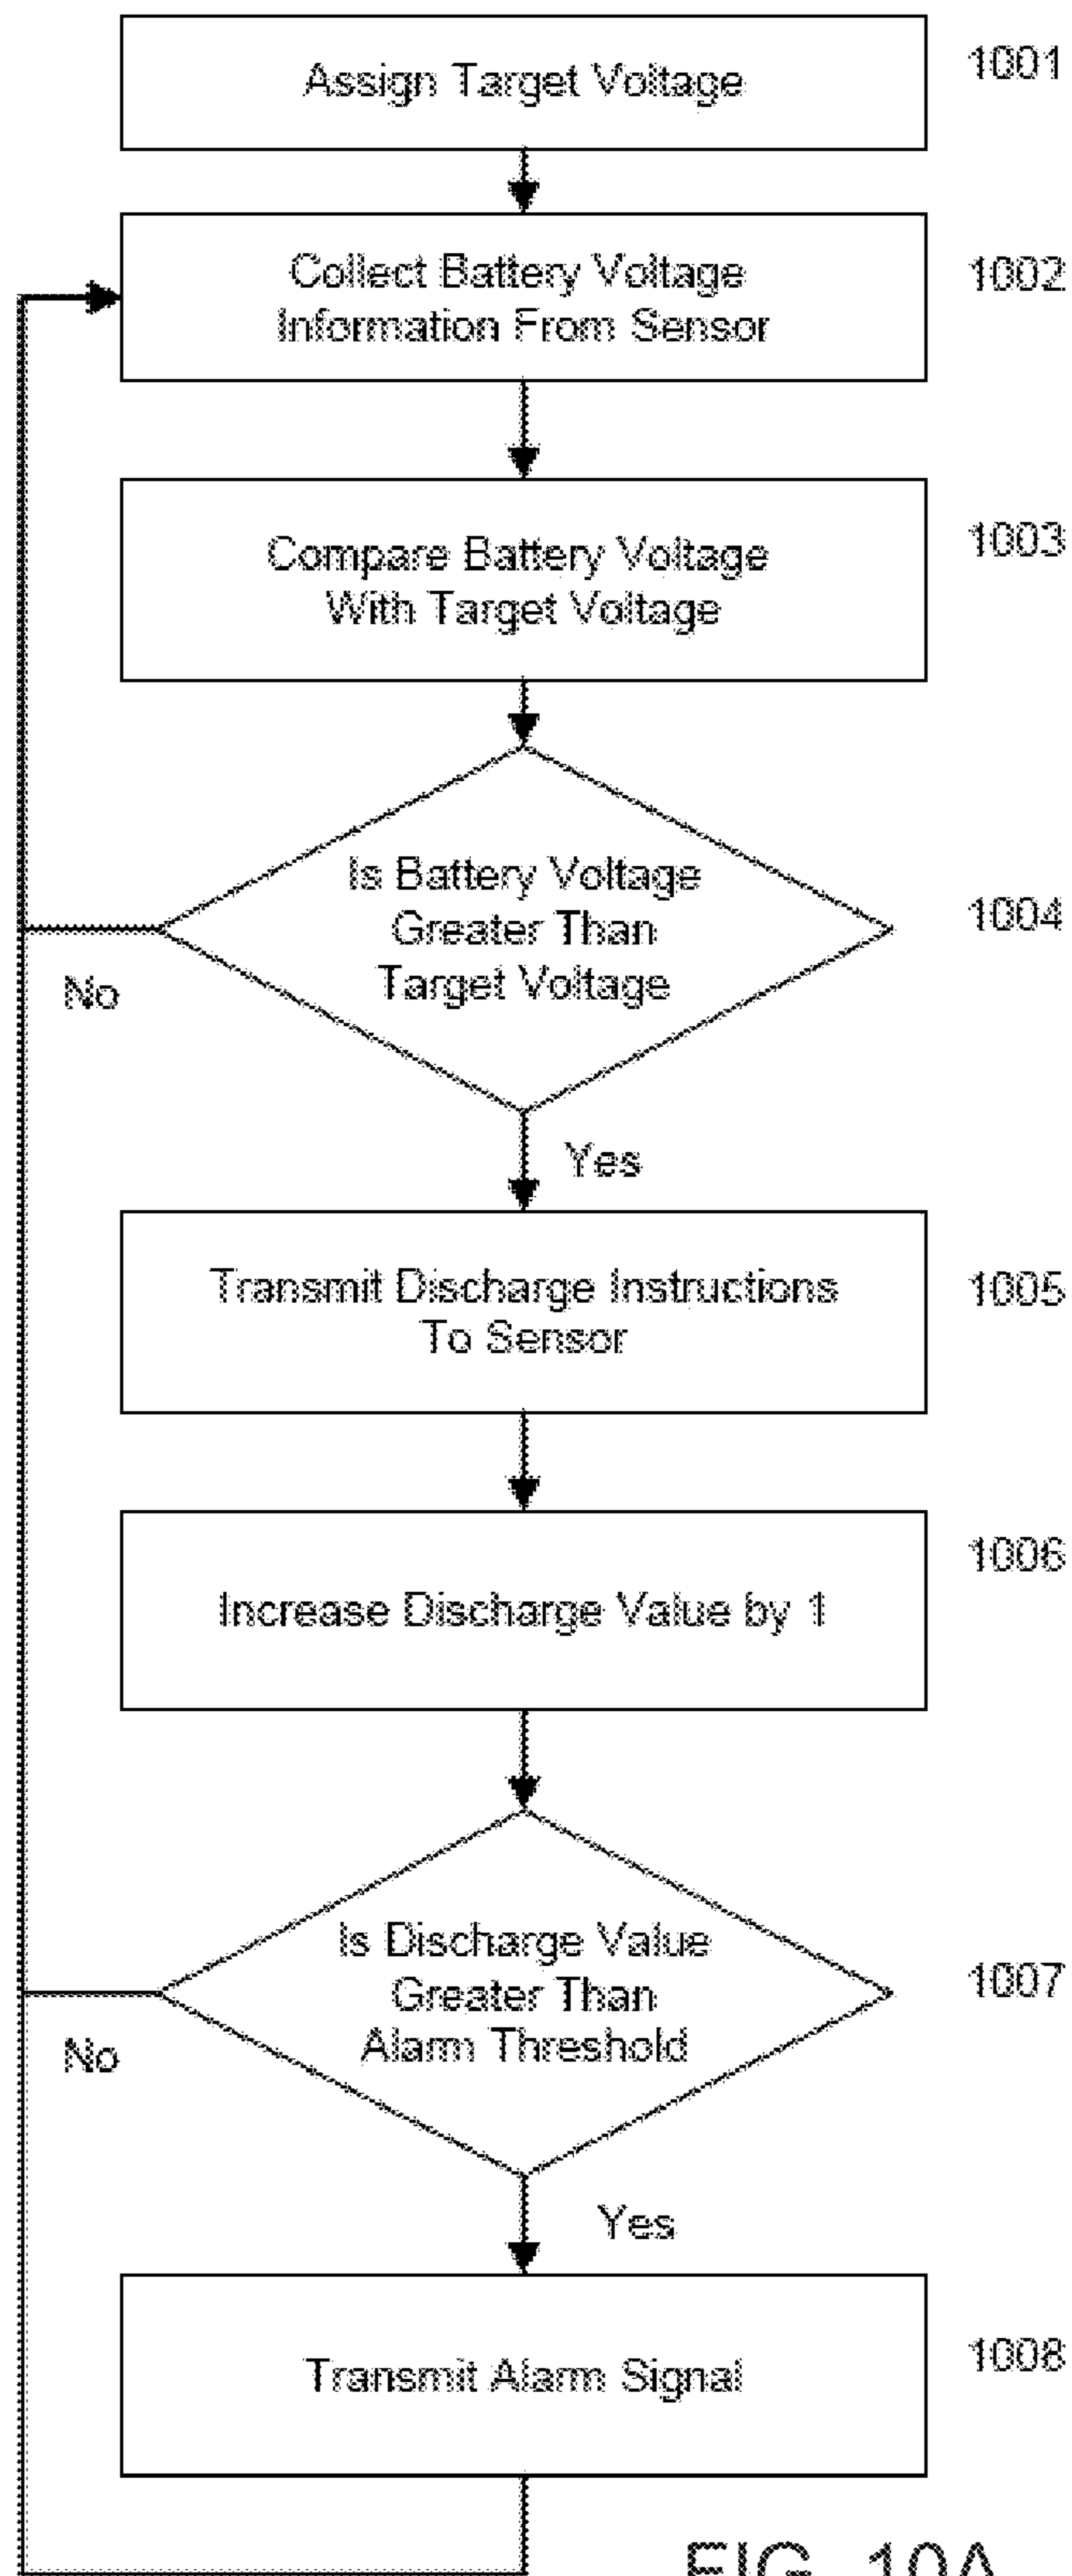 Assign Target Voltage
1001
Collect Battery Voltage
Information From Sensor
1002
Compare Battery Voltage
With Target Voltage
1003
Is Battery Voltage
Greater Than
Target Voltage
1004
No
Yes
Transmit Discharge Instructions
To Sensor
1005
Increase Discharge Value by 1
1006
Is Discharge Value
Greater Than
Alarm Threshold
1007
No
Yes
Transmit Alarm Signal
1008
FIG. 10A